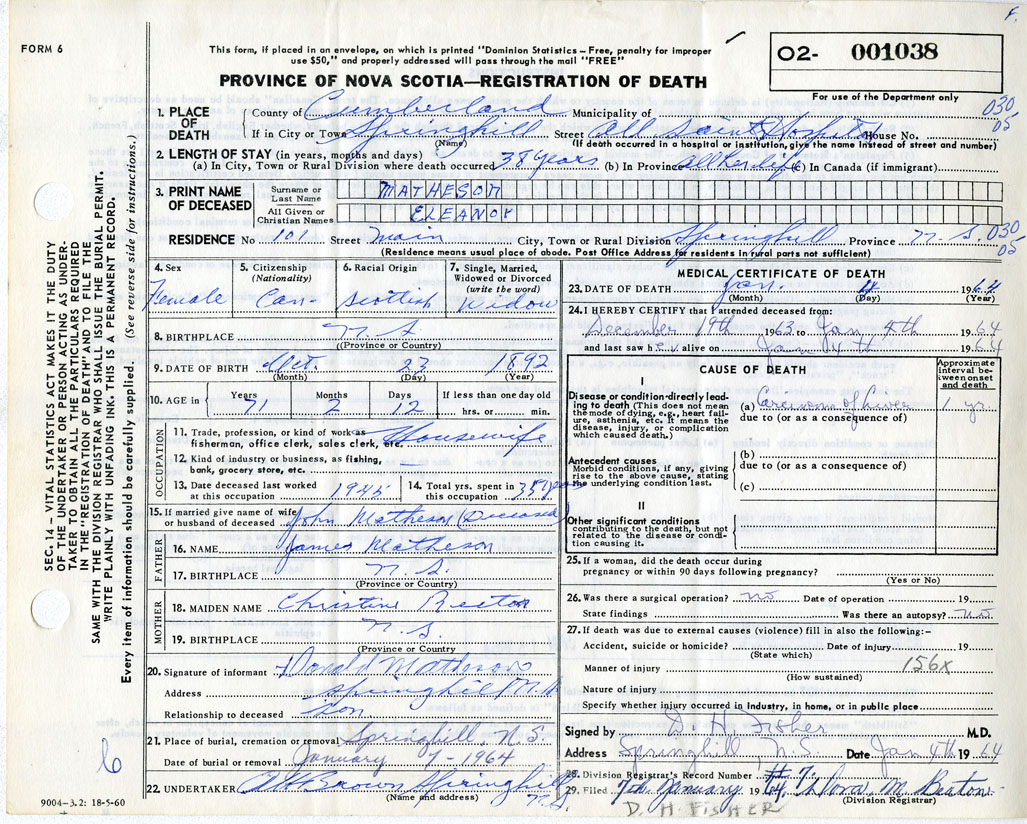 F.
FORM 6
This form, if placed in an envelope, on which is printed "Dominion Statistics – Free, penalty for improper
use $50," and properly addressed will pass through the mail "FREE"
O2- 001038
For use of the Department only
PROVINCE OF NOVA SCOTIA—REGISTRATION OF DEATH
1. PLACE OF DEATH
County of Cumberland Municipality of
030
05
If in City or Town Springhill Street All Saints Hospital House No.
(Name) (If death occurred in a hospital or institution, give the name instead of street and number)
2. LENGTH OF STAY (in years, months and days)
(a) In City, Town or Rural Division where death occurred 38 years (b) In Province all her life (c) In Canada (if immigrant)
3. PRINT NAME OF DECEASED
Surname or Last Name MATHESON
All Given or Christian Names ELEANOR
RESIDENCE No 101 Street Main City, Town or Rural Division Springhill Province N.S.
030
05
(Residence means usual place of abode. Post Office Address for residents in rural parts not sufficient)
4. Sex
Female
5. Citizenship
(Nationality)
Can-
6. Racial Origin
Scottish
7. Single, Married,
Widowed or Divorced
(write the word)
Widow
8. BIRTHPLACE N.S
(Province or Country)
9. DATE OF BIRTH Oct. 23 1892
(Month) (Day) (Year)
10. AGE in
Years Months Days If less than one day old
71 2 12 hrs. or min.
OCCUPATION
11. Trade, profession, or kind of work as
fisherman, office clerk, sales clerk, etc. Housewife
12. Kind of industry or business, as fishing,
bank, grocery store, etc. —
13. Date deceased last worked
at this occupation 1945
14. Total yrs. spent in
this occupation 35 years
15. If married give name of wife
or husband of deceased John Matheson (Deceased)
FATHER
16. NAME James Matheson
17. BIRTHPLACE N.S.
(Province or Country)
MOTHER
18. MAIDEN NAME Christine Beaton
19. BIRTHPLACE N.S.
(Province or Country)
20. Signature of informant Donald Matheson
Address Springhill N.S.
Relationship to deceased son
21. Place of burial, cremation or removal Springhill N.S.
Date of burial or removal January 7 - 1964
22. UNDERTAKER Brown Springhill
N.S.
(Name and address)
MEDICAL CERTIFICATE OF DEATH
23. DATE OF DEATH Jan. 4 1964
(Month) (Day) (Year)
24. I HEREBY CERTIFY that I attended deceased from:
December 19th 1963 to Jan 4th 1964
and last saw her alive on Jan 4th 1964
CAUSE OF DEATH
Approximate
interval be-
tween onset
and death
I
Disease or condition directly lead-
ing to death (This does not mean
the mode of dying, e.g., heart fail-
ure, asthenia, etc. It means the
disease, injury, or complication
which caused death.)
(a) Carcinoma of Liver 1 yr.
due to (or as a consequence of)
Antecedent causes
Morbid conditions, if any, giving
rise to the above cause, stating
the underlying condition last.
(b)
due to (or as a consequence of)
(c)
II
Other significant conditions
contributing to the death, but not
related to the disease or condi-
tion causing it.
25. If a woman, did the death occur during
pregnancy or within 90 days following pregnancy?
(Yes or No)
26. Was there a surgical operation? no Date of operation 19
State findings Was there an autopsy? no
27. If death was due to external causes (violence) fill in also the following:–
Accident, suicide or homicide? Date of injury 19
(State which)
Manner of injury 156X
(How sustained)
Nature of injury
Specify whether injury occurred in industry, in home, or in public place
Signed by D. H. Fisher M.D.
Address Springhill, N.S. Date Jan 4th 1964
28. Division Registrar's Record Number # 7
29. Filed 7th January 1964 Thora M. Beaton
(Division Registrar)
D. H. FISHER
9004–3.2: 18-5-60
6
SEC. 14 – VITAL STATISTICS ACT MAKES IT THE DUTY
OF THE UNDERTAKER OR PERSON ACTING AS UNDER-
TAKER TO OBTAIN ALL THE PARTICULARS REQUIRED
IN THE "REGISTRATION OF DEATH" AND TO FILE THE
SAME WITH THE DIVISION REGISTRAR WHO SHALL ISSUE THE BURIAL PERMIT.
WRITE PLAINLY WITH UNFADING INK. THIS IS A PERMANENT RECORD.
Every item of information should be carefully supplied. (See reverse side for instructions.)